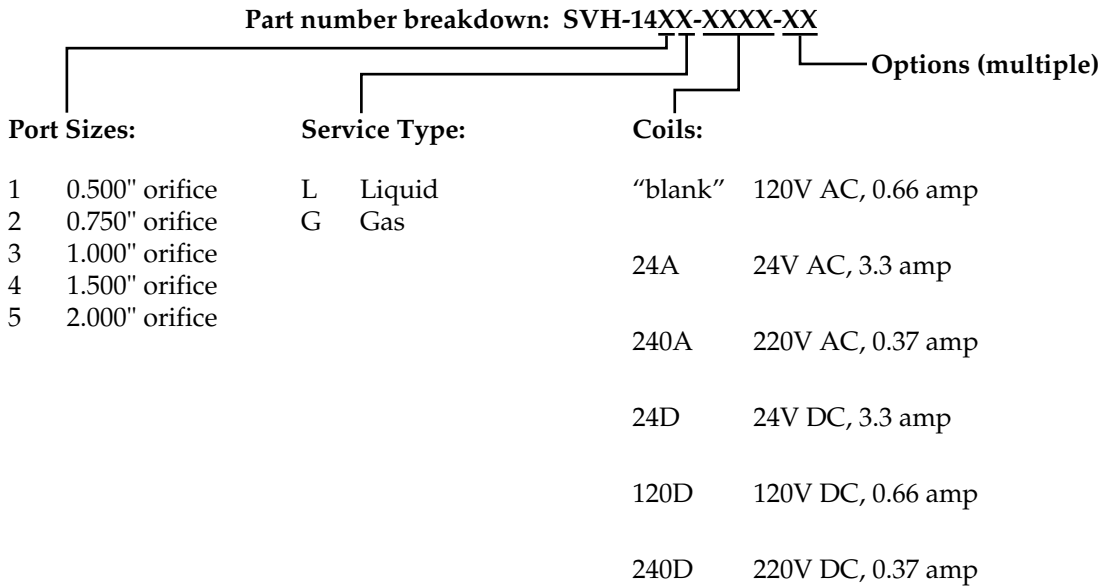 Part number breakdown: SVH-14XX-XXXX-XX
Options (multiple)
Port Sizes:
1 0.500" orifice
2 0.750" orifice
3 1.000" orifice
4 1.500" orifice
5 2.000" orifice
Service Type:
L Liquid
G Gas
Coils:
“blank” 120V AC, 0.66 amp
24A 24V AC, 3.3 amp
240A 220V AC, 0.37 amp
24D 24V DC, 3.3 amp
120D 120V DC, 0.66 amp
240D 220V DC, 0.37 amp